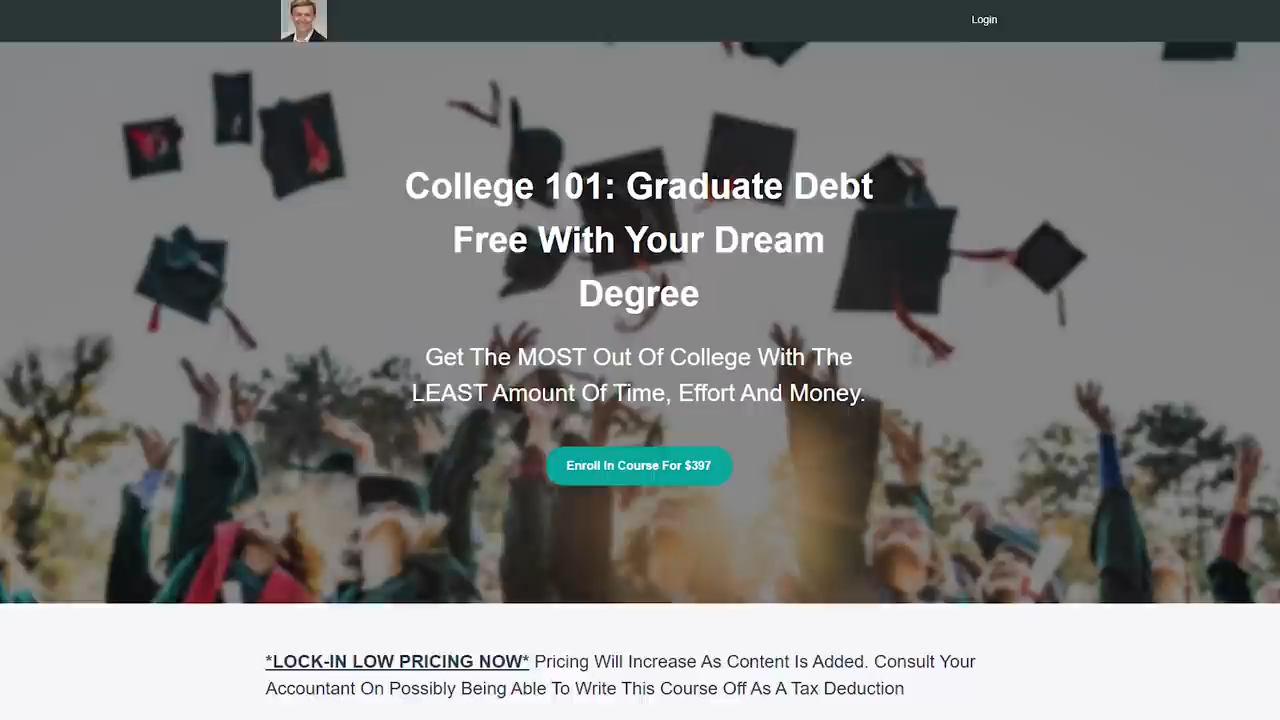 Login
College 101: Graduate Debt
Free With Your Dream
Degree
Get The MOST Out Of College With The
LEAST Amount Of Time, Effort And Money.
Enroll In Course For $397
*LOCK-IN LOW PRICING NOW* Pricing Will Increase As Content Is Added. Consult Your
Accountant On Possibly Being Able To Write This Course Off As A Tax Deduction